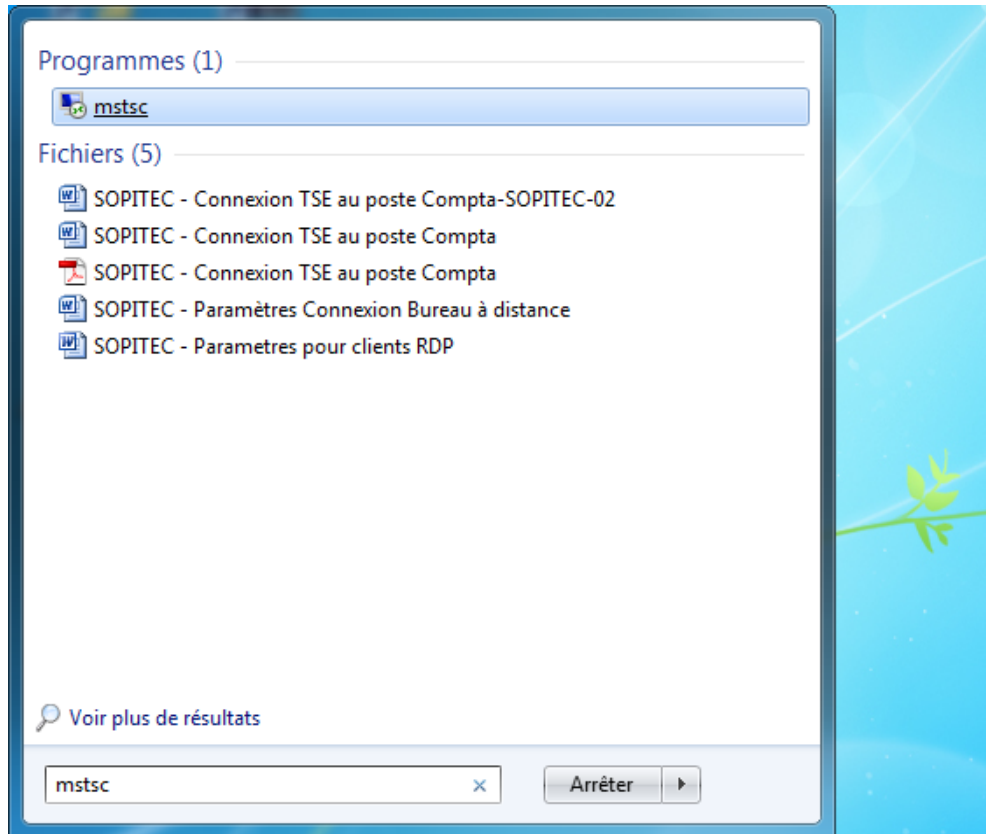 Programmes (1)
mstsc
Fichiers (5)
SOPITEC - Connexion TSE au poste Compta-SOPITEC-02
SOPITEC - Connexion TSE au poste Compta
SOPITEC - Connexion TSE au poste Compta
SOPITEC - Paramètres Connexion Bureau à distance
SOPITEC - Parametres pour clients RDP
Voir plus de résultats
mstsc
Arrêter